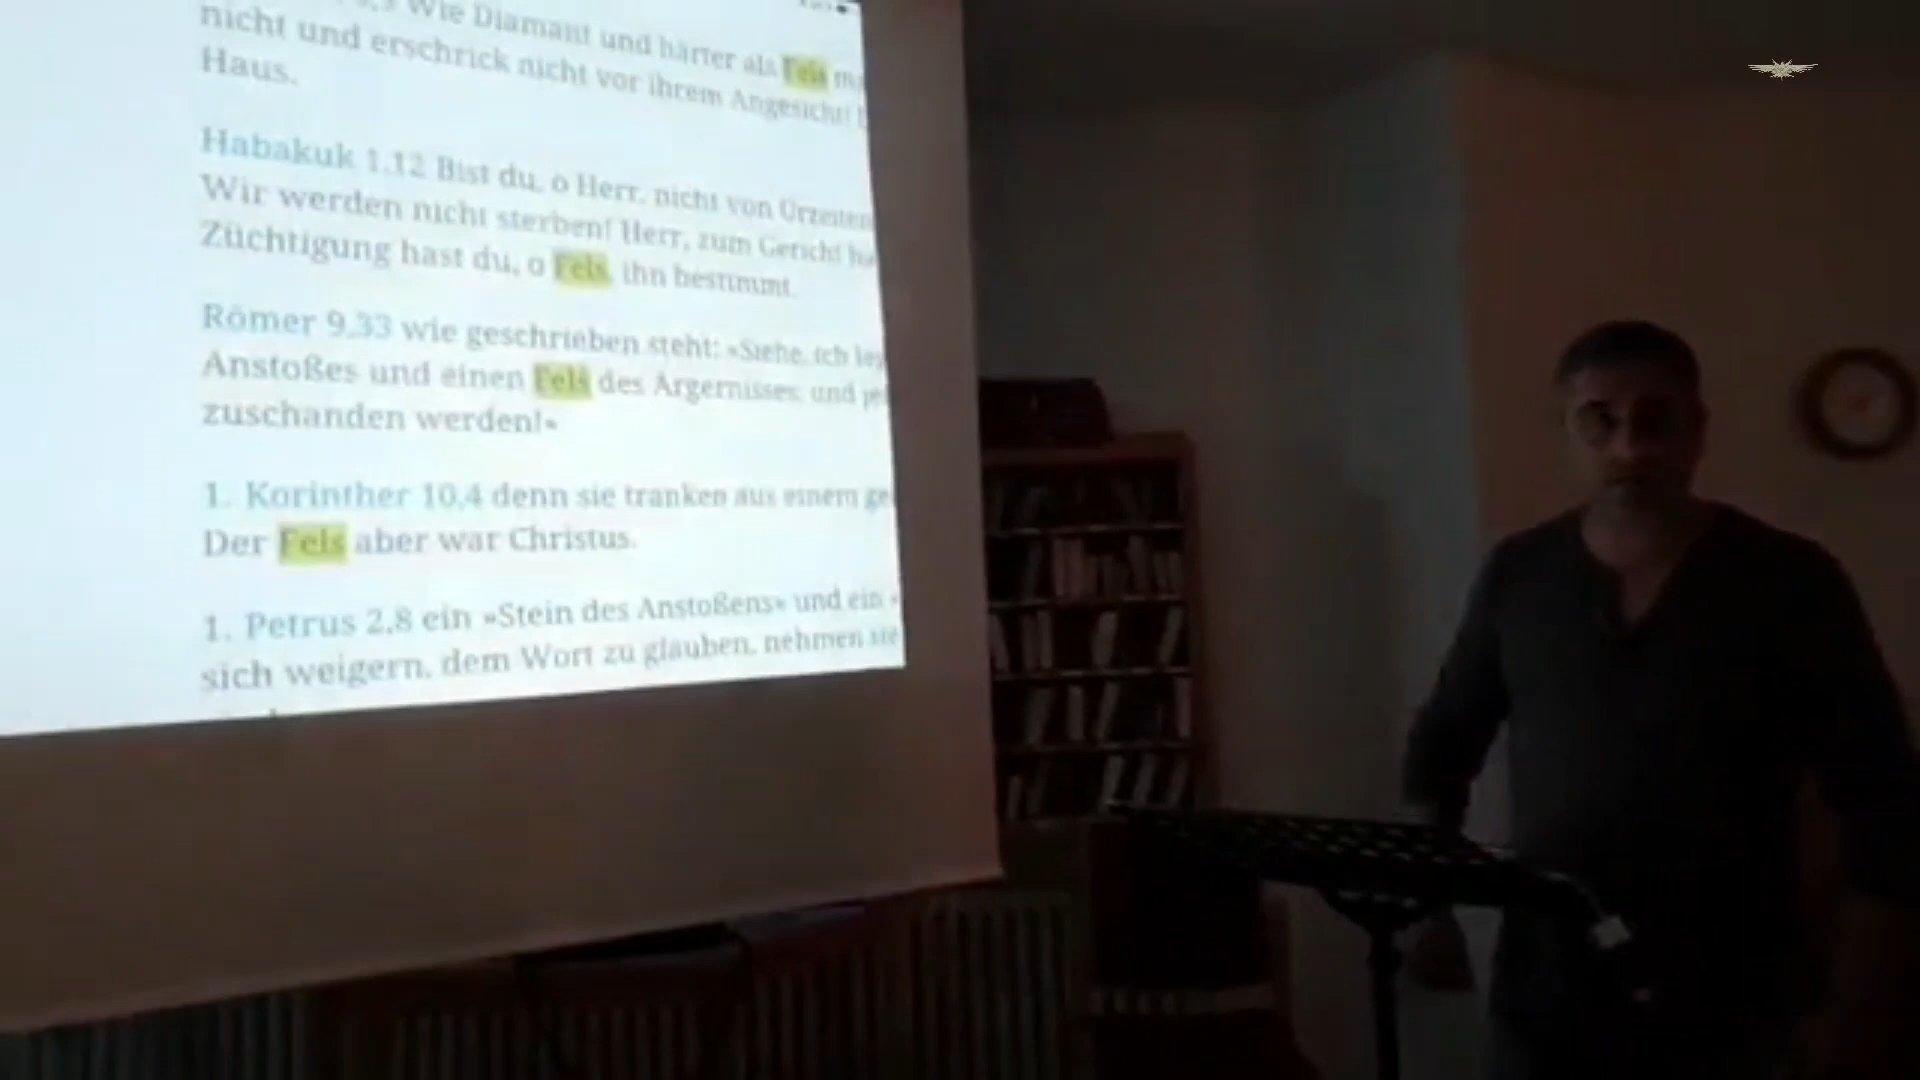 Wie Diamant und härter als Fels
nicht und erschrick nicht vor ihrem Angesicht!
Haus.
Habakuk 1,12 Bist du, o Herr, nicht von Urzeiten
Wir werden nicht sterben! Herr, zum Gericht
Züchtigung hast du, o Fels, ihn bestimmt.
Römer 9,33 wie geschrieben steht: »Siehe, ich
Anstoßes und einen Fels des Ärgernisses; und
zuschanden werden!«
1. Korinther 10,4 denn sie tranken aus einem
Der Fels aber war Christus.
1. Petrus 2,8 ein »Stein des Anstoßens« und ein
sich weigern, dem Wort zu glauben, nehmen sie